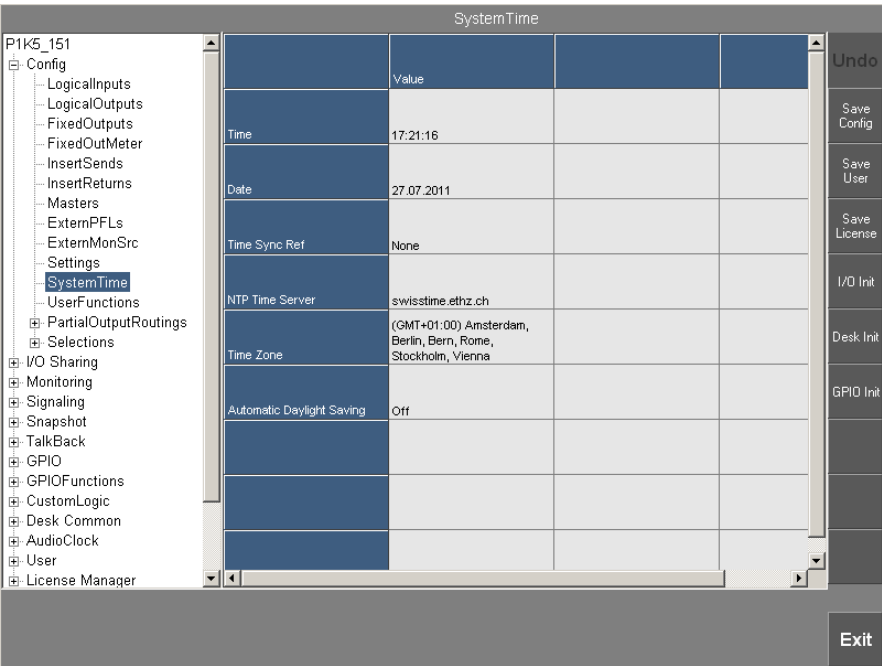 SystemTime
P1K5_151
Config
LogicalInputs
LogicalOutputs
FixedOutputs
FixedOutMeter
InsertSends
InsertReturns
Masters
ExternPFLs
ExternMonSrc
Settings
SystemTime
UserFunctions
PartialOutputRoutings
Selections
I/O Sharing
Monitoring
Signaling
Snapshot
TalkBack
GPIO
GPIOFunctions
CustomLogic
Desk Common
AudioClock
User
License Manager
Value
Time
17:21:16
Date
27.07.2011
Time Sync Ref
None
NTP Time Server
swisstime.ethz.ch
Time Zone
(GMT+01:00) Amsterdam,
Berlin, Bern, Rome,
Stockholm, Vienna
Automatic Daylight Saving
Off
Undo
Save
Config
Save
User
Save
License
I/O Init
Desk Init
GPIO Init
Exit